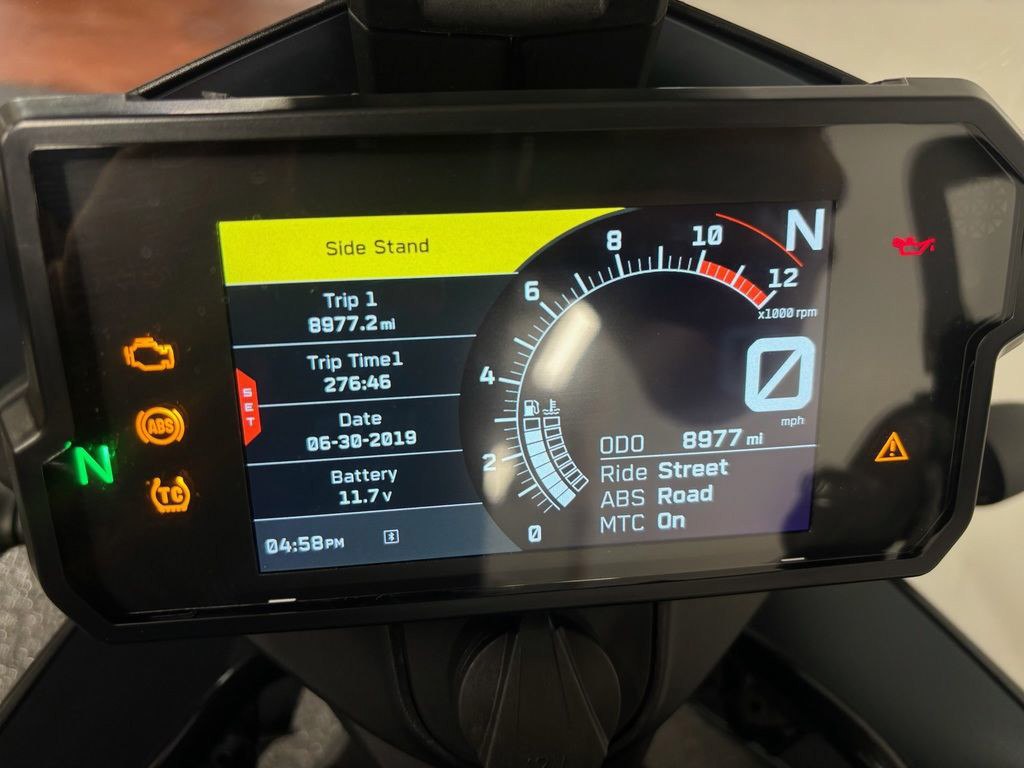 Side Stand
Trip 1
8977.2 mi
Trip Time1
276:46
Date
06-30-2019
Battery
11.7 v
04:58PM
SET
ABS
N
TC
0
2
4
6
8
10
12
x1000 rpm
N
0
mph
ODO 8977 mi
Ride Street
ABS Road
MTC On